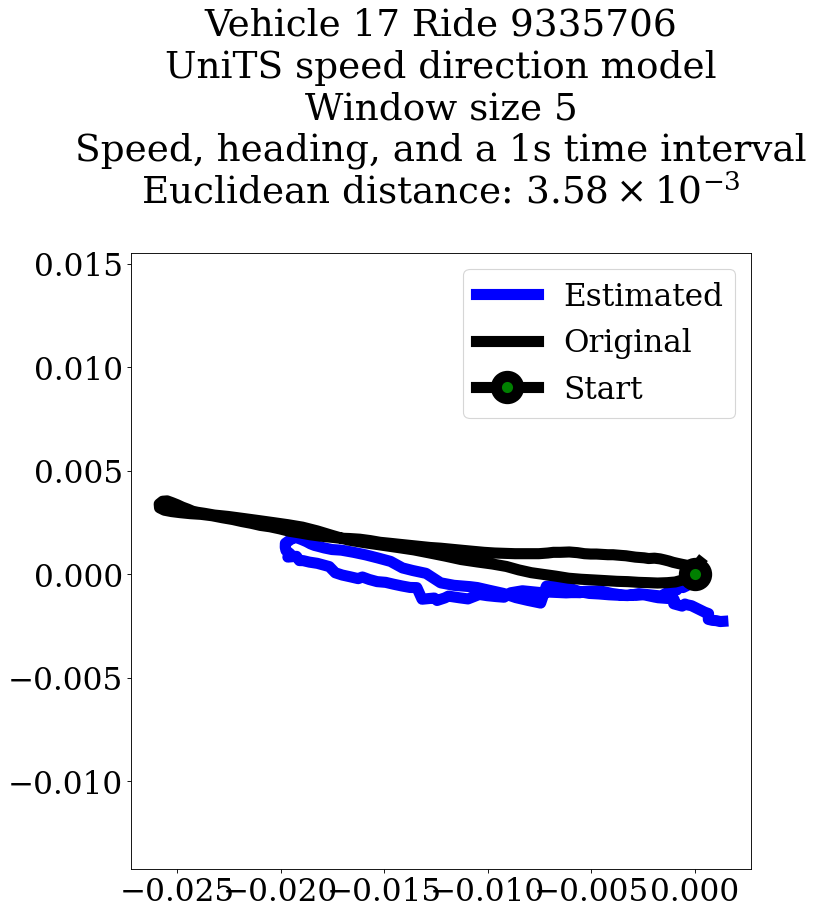 Vehicle 17 Ride 9335706
UniTS speed direction model
Window size 5
Speed, heading, and a 1s time interval
Euclidean distance: 3.58 × 10⁻³
Estimated
Original
Start
0.015
0.010
0.005
0.000
−0.005
−0.010
−0.025 −0.020 −0.015 −0.010 −0.005 0.000